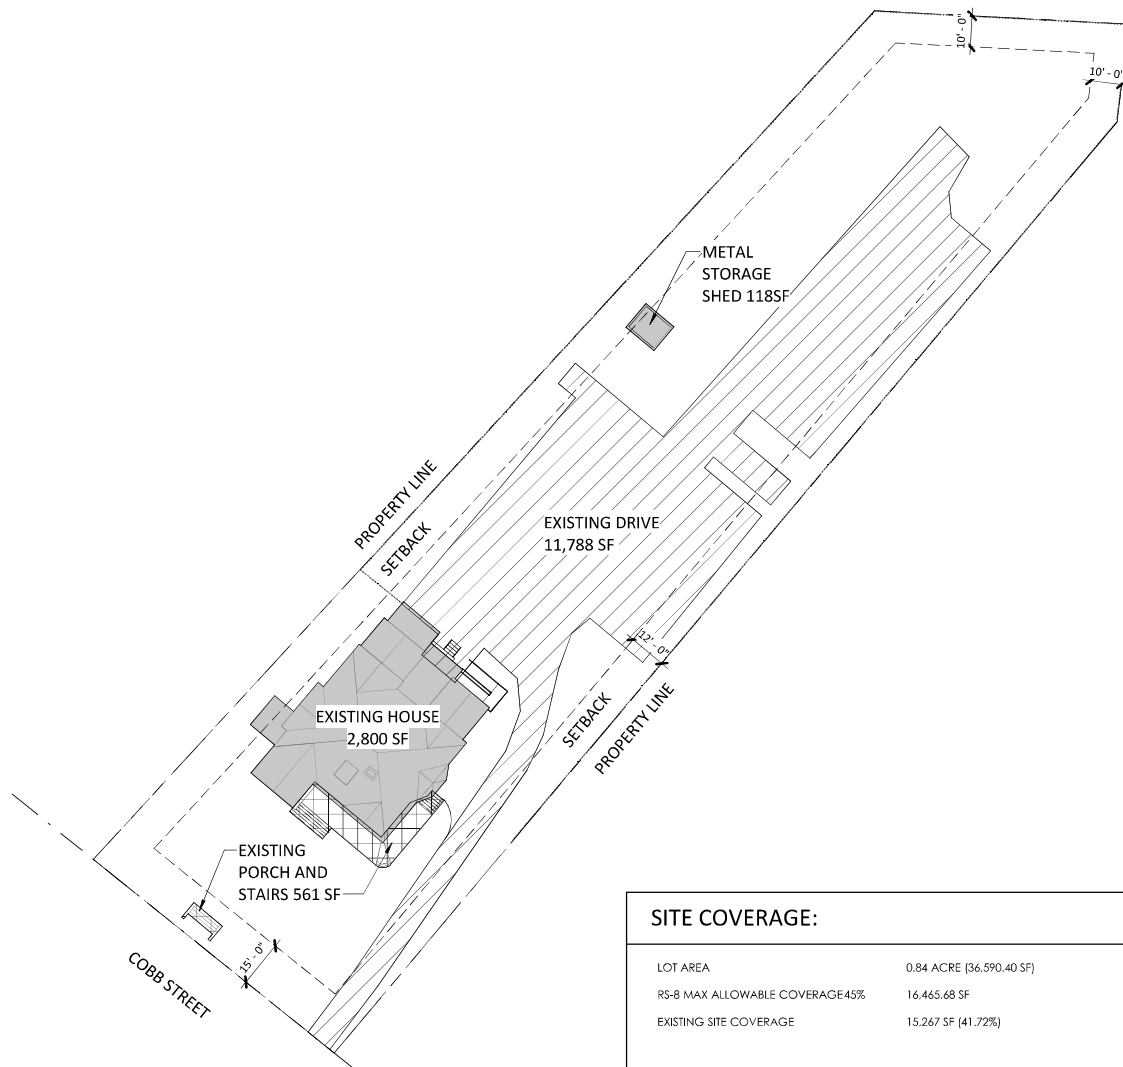 10' - 0"
10' - 0"
METAL
STORAGE
SHED 118SF
PROPERTY LINE
SETBACK
EXISTING DRIVE
11,788 SF
12' - 0"
EXISTING HOUSE
2,800 SF
SETBACK
PROPERTY LINE
EXISTING
PORCH AND
STAIRS 561 SF
15' - 0"
COBB STREET
SITE COVERAGE:
LOT AREA 0.84 ACRE (36,590.40 SF)
RS-8 MAX ALLOWABLE COVERAGE45% 16,465.68 SF
EXISTING SITE COVERAGE 15,267 SF (41.72%)